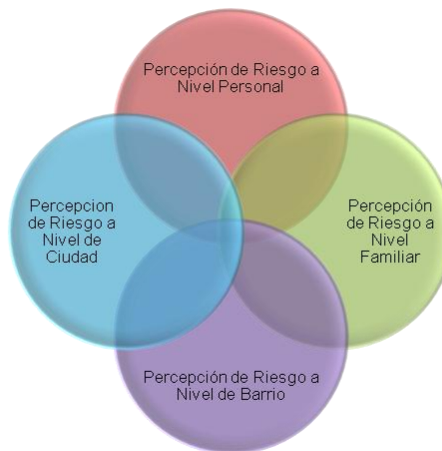 Percepción de Riesgo a
Nivel Personal
Percepcion
de Riesgo a
Nivel de
Ciudad
Percepción
de Riesgo a
Nivel
Familiar
Percepción de Riesgo a
Nivel de Barrio